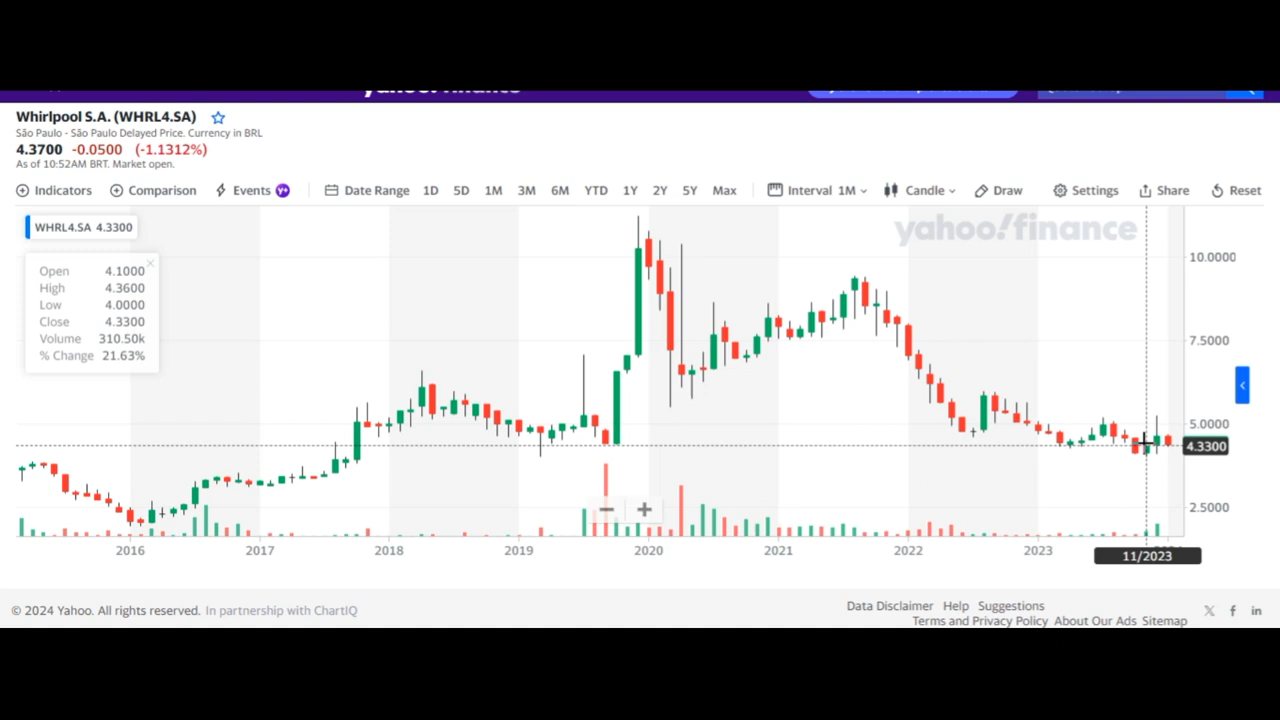 Whirlpool S.A. (WHRL4.SA)
São Paulo - São Paulo Delayed Price. Currency in BRL
4.3700 -0.0500 (-1.1312%)
As of 10:52AM BRT. Market open.
Indicators Comparison Events Y+ Date Range 1D 5D 1M 3M 6M YTD 1Y 2Y 5Y Max Interval 1M Candle Draw Settings Share Reset
WHRL4.SA 4.3300
yahoo!finance
Open 4.1000
High 4.3600
Low 4.0000
Close 4.3300
Volume 310.50k
% Change 21.63%
10.0000
7.5000
5.0000
4.3300
2.5000
2016 2017 2018 2019 2020 2021 2022 2023
11/2023
© 2024 Yahoo. All rights reserved. In partnership with ChartIQ
Data Disclaimer Help Suggestions
Terms and Privacy Policy About Our Ads Sitemap